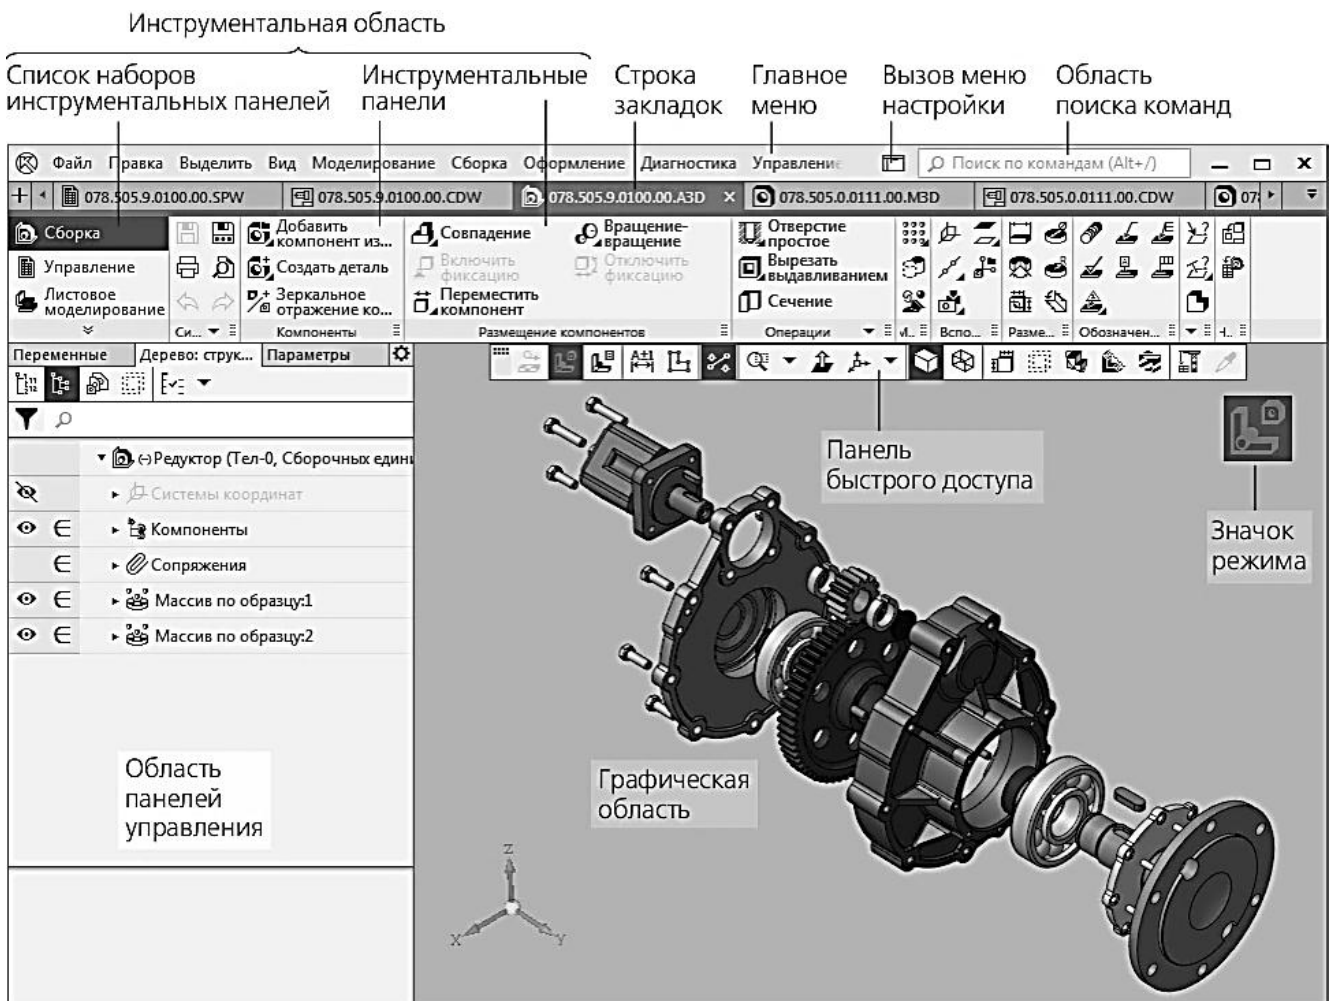 Инструментальная область
Список наборов
инструментальных панелей
Инструментальные
панели
Строка
закладок
Главное
меню
Вызов меню
настройки
Область
поиска команд
Файл Правка Выделить Вид Моделирование Сборка Оформление Диагностика Управление
Поиск по командам (Alt+/)
078.505.9.0100.00.SPW
078.505.9.0100.00.CDW
078.505.9.0100.00.A3D
078.505.0.0111.00.M3D
078.505.0.0111.00.CDW
Сборка
Управление
Листовое
моделирование
Си...
Добавить
компонент из...
Создать деталь
Зеркальное
отражение ко...
Компоненты
Совпадение
Включить
фиксацию
Переместить
компонент
Вращение-
вращение
Отключить
фиксацию
Размещение компонентов
Отверстие
простое
Вырезать
выдавливанием
Сечение
Операции
Вспо...
Разме...
Обозначен...
Переменные
Дерево: струк...
Параметры
(-)Редуктор (Тел-0, Сборочных един
Системы координат
Компоненты
Сопряжения
Массив по образцу:1
Массив по образцу:2
Панель
быстрого доступа
Значок
режима
Графическая
область
Область
панелей
управления
Z
X
Y